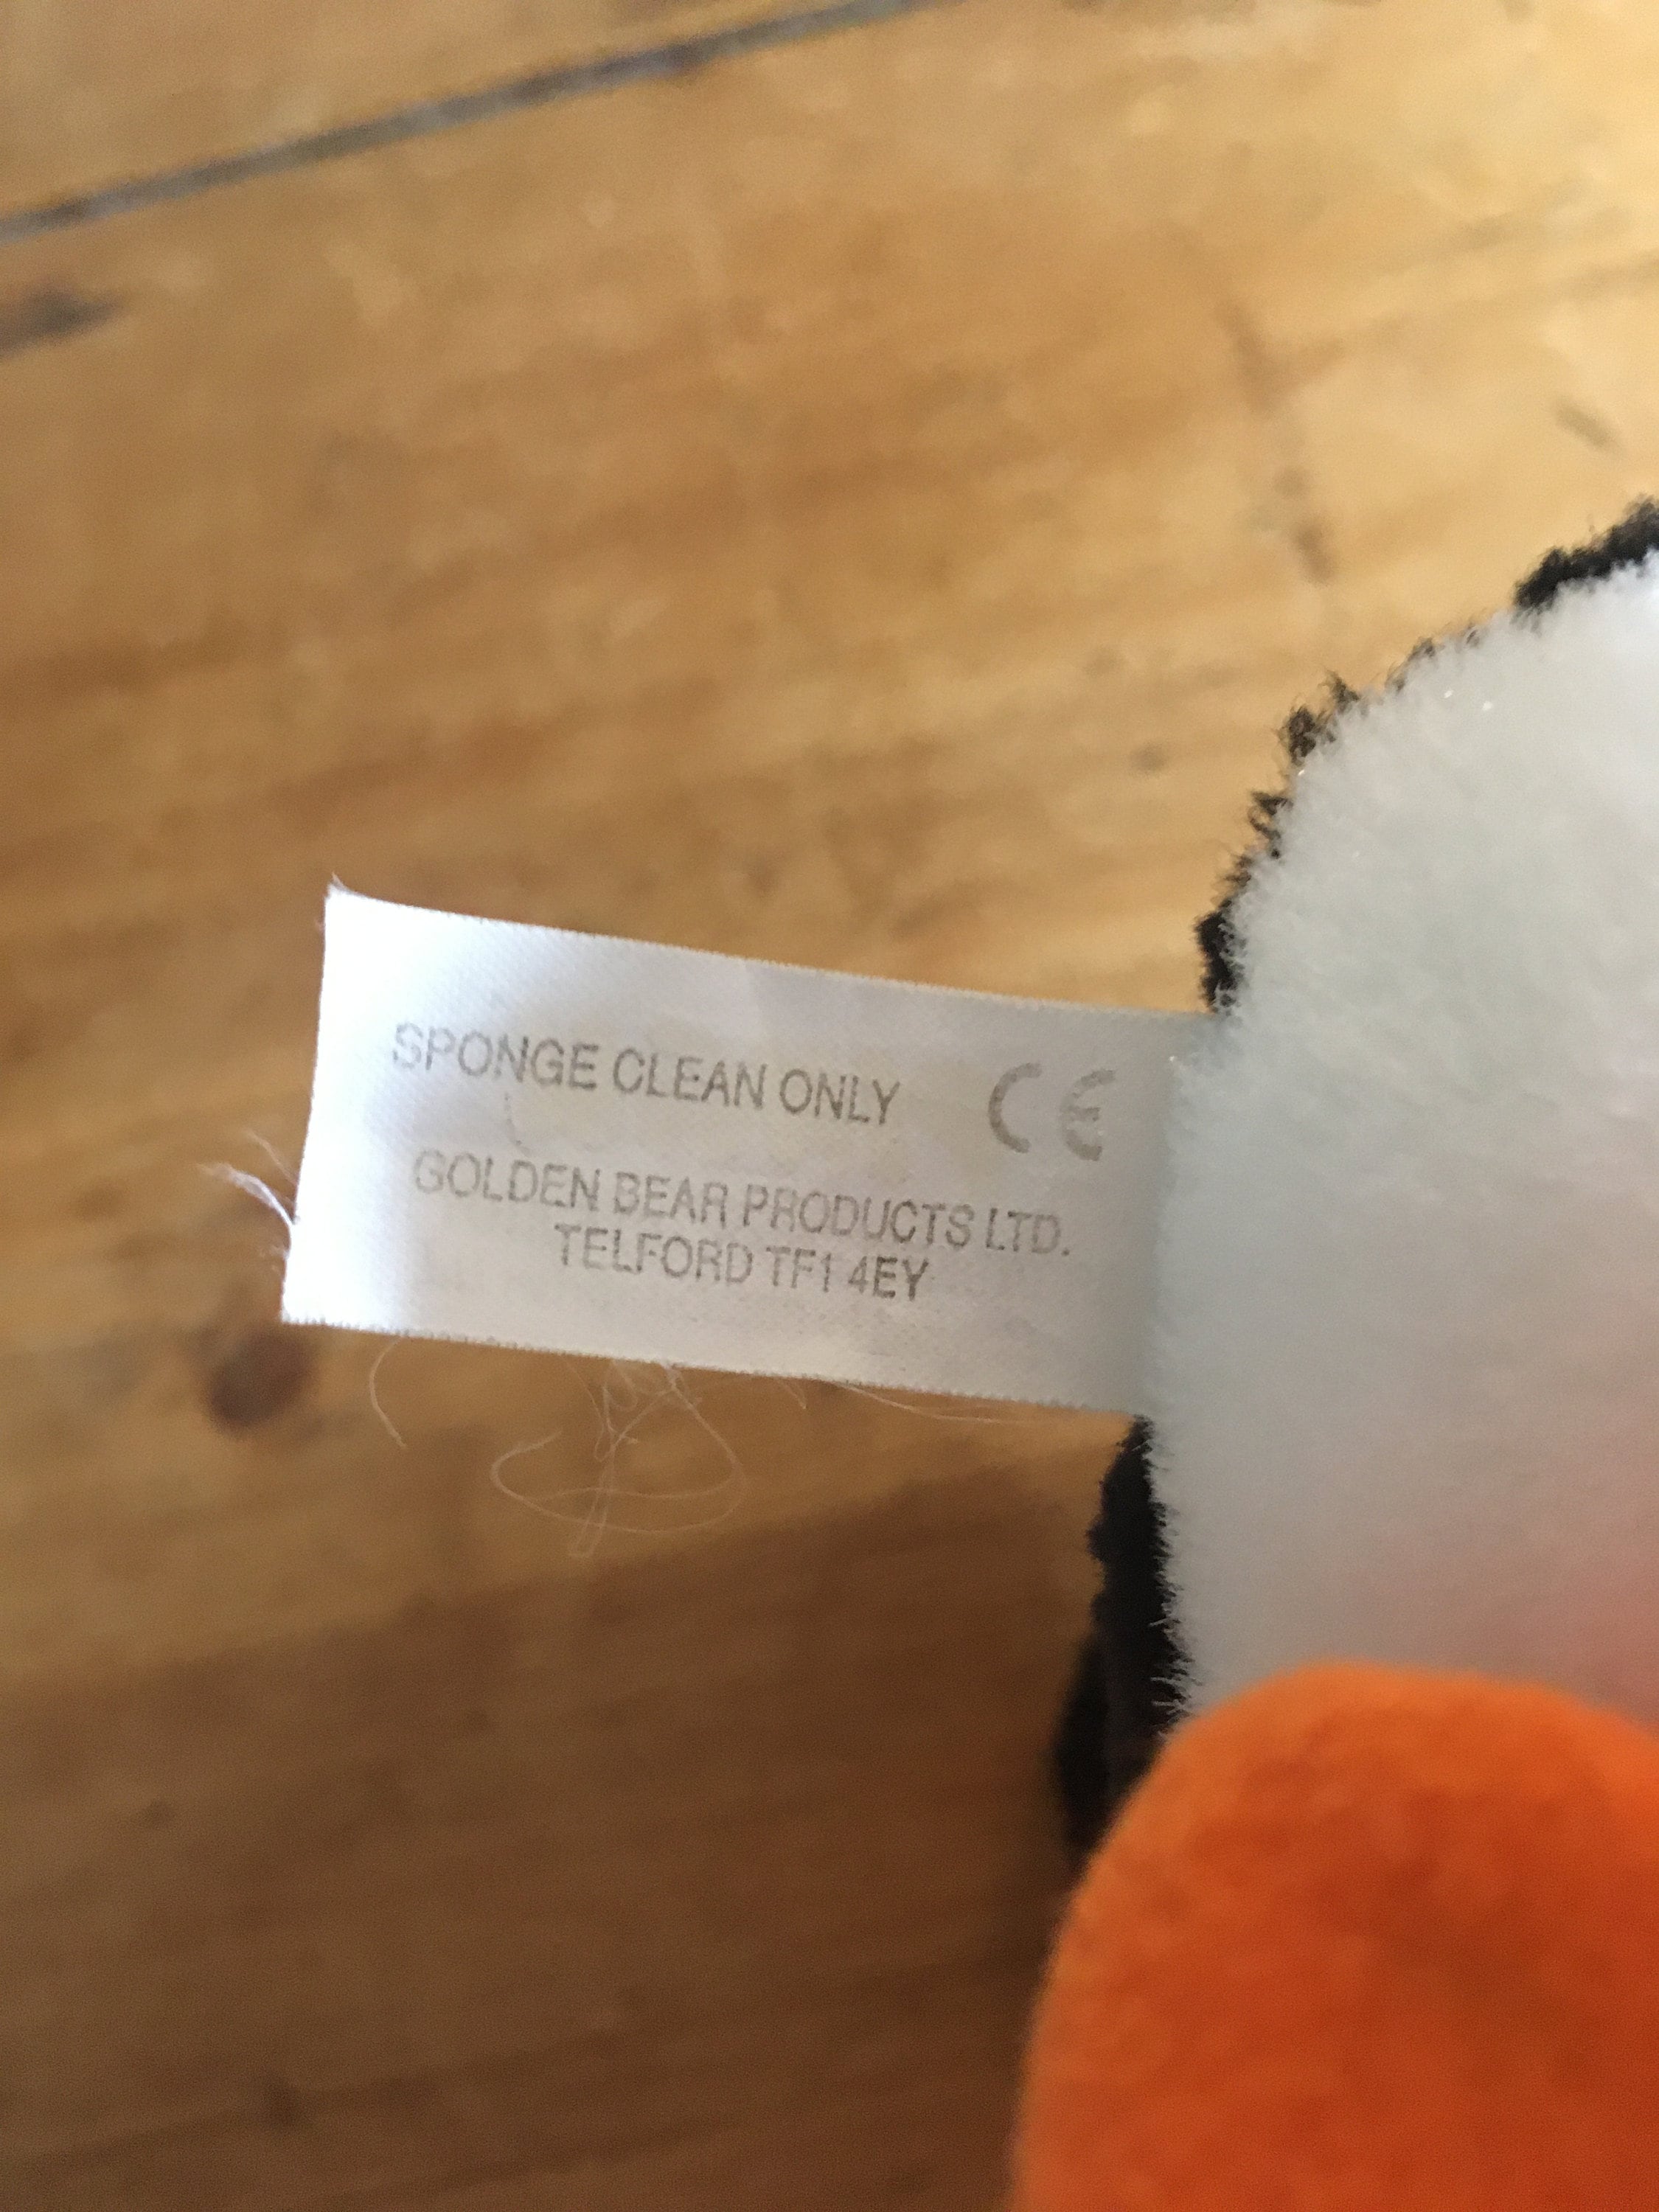 SPONGE CLEAN ONLY CE
GOLDEN BEAR PRODUCTS LTD.
TELFORD TF1 4EY